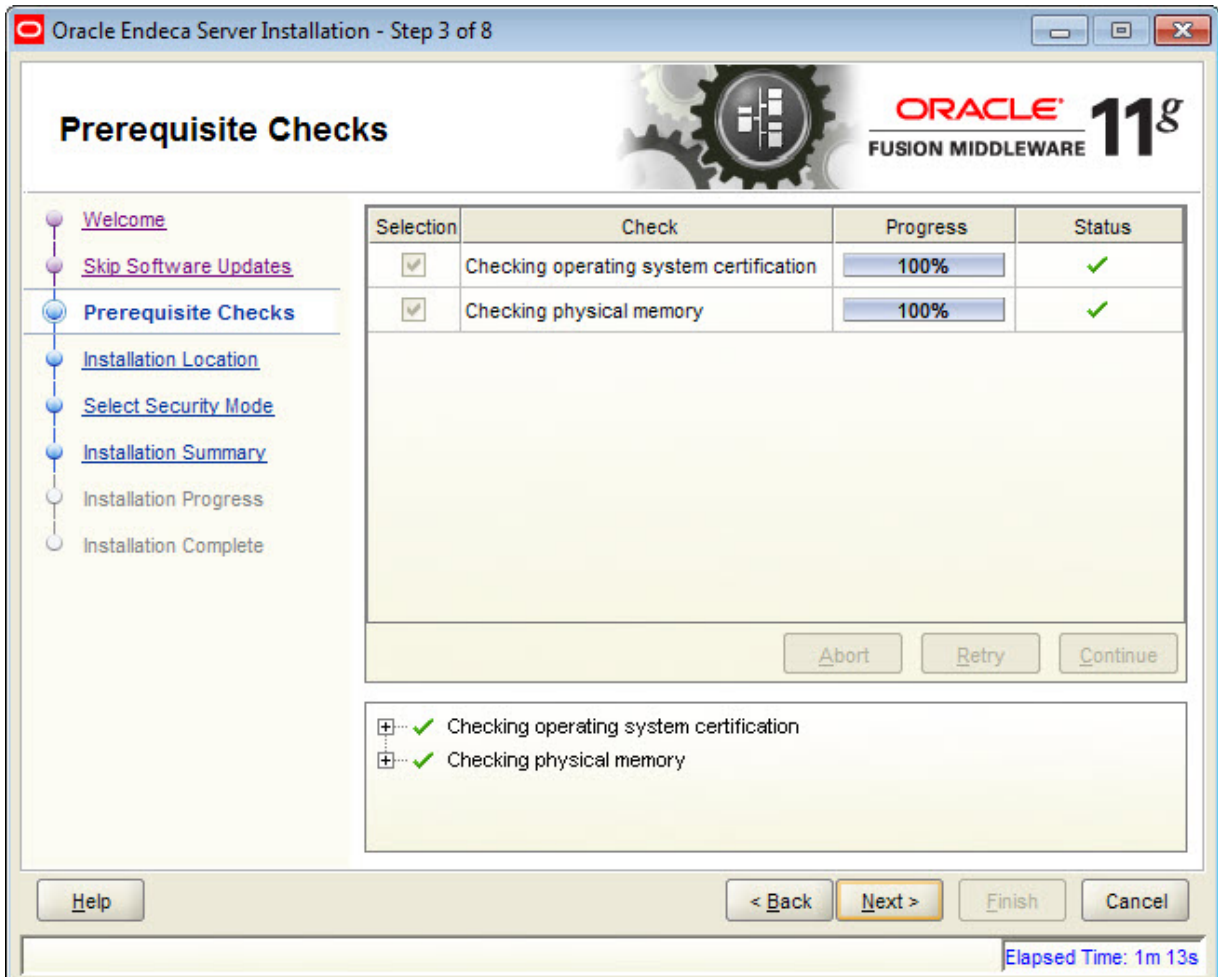 Oracle Endeca Server Installation - Step 3 of 8
Prerequisite Checks
ORACLE
FUSION MIDDLEWARE
11g
Welcome
Skip Software Updates
Prerequisite Checks
Installation Location
Select Security Mode
Installation Summary
Installation Progress
Installation Complete
Selection Check Progress Status
Checking operating system certification 100%
Checking physical memory 100%
Abort Retry Continue
Checking operating system certification
Checking physical memory
Help < Back Next > Finish Cancel
Elapsed Time: 1m 13s